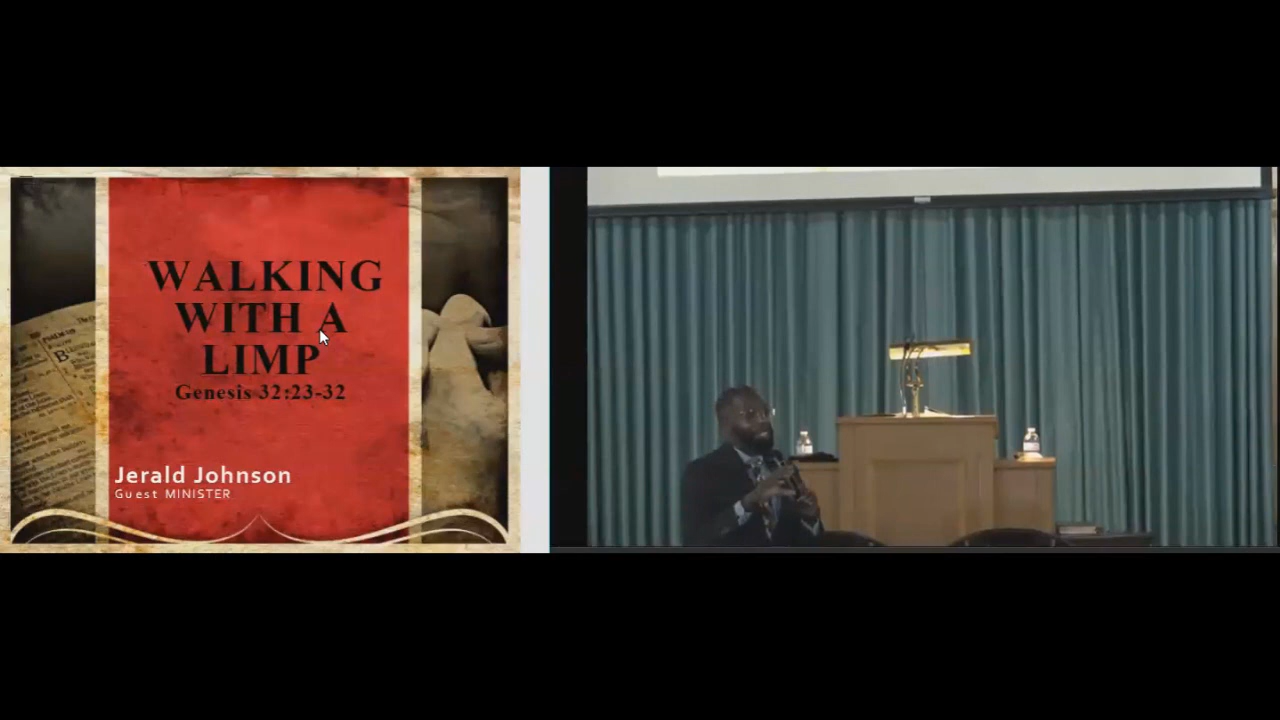 WALKING
WITH A
LIMP
Genesis 32:23-32
Jerald Johnson
Guest MINISTER
B